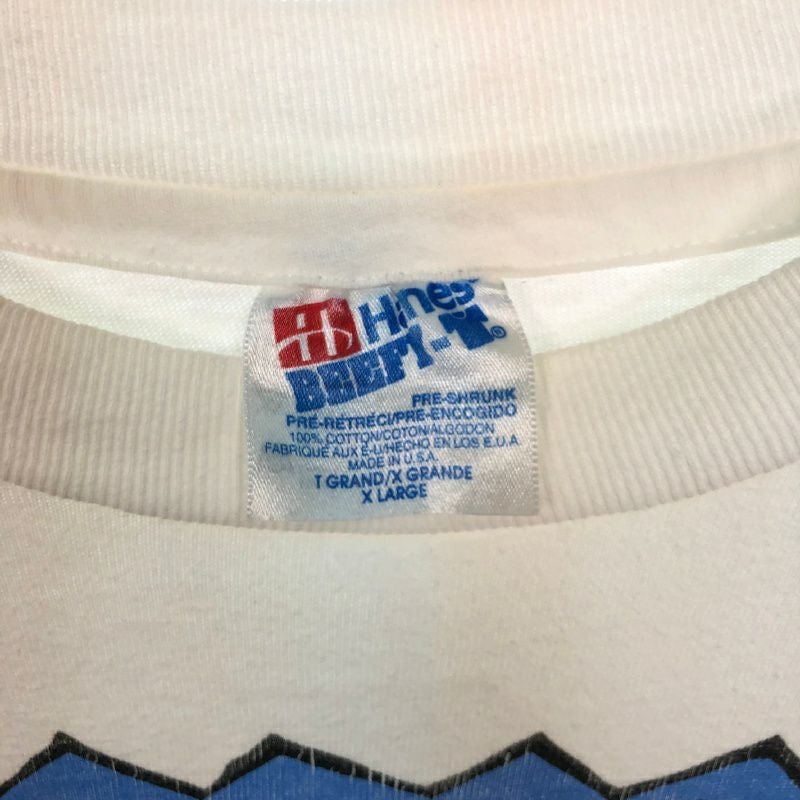 Hanes
BEEFY-T®
PRE-SHRUNK
PRE-RETRECI/PRE-ENCOGIDO
100% COTTON/COTON/ALGODON
FABRIQUE AUX E-U/HECHO EN LOS E.U.A.
MADE IN U.S.A.
T GRAND/X GRANDE
X LARGE